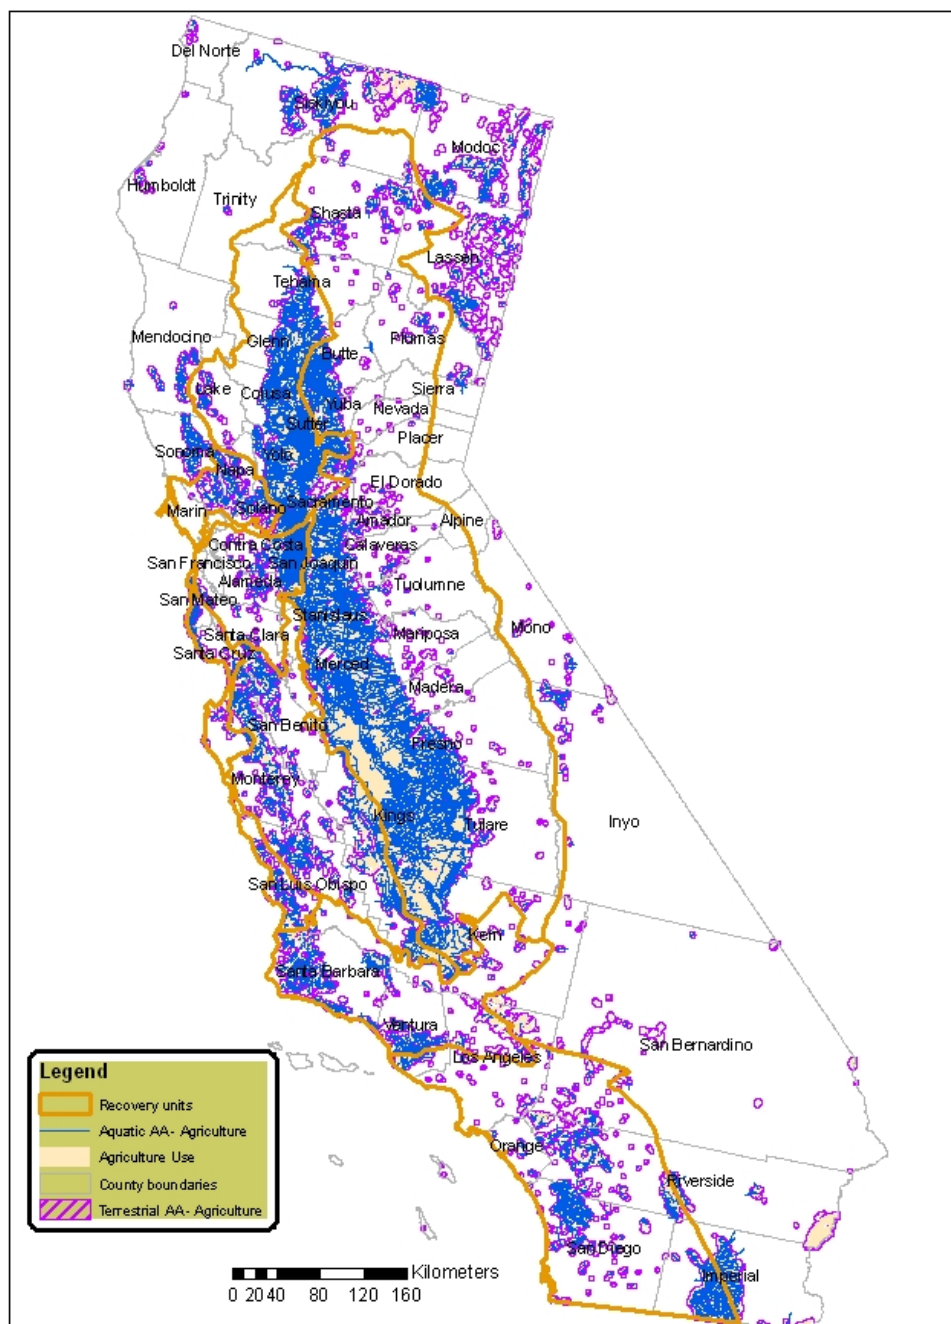 Del Norte
Siskiyou
Modoc
Humboldt
Trinity
Shasta
Lassen
Tehama
Mendocino
Glenn
Butte
Plumas
Lake
Colusa
Yuba
Sierra
Nevada
Sutter
Placer
Sonoma
Napa
Yolo
El Dorado
Marin
Solano
Sacramento
Amador
Alpine
Contra Costa
Calaveras
San Francisco
San Joaquin
Alameda
Tuolumne
San Mateo
Stanislaus
Mono
Santa Clara
Mariposa
Santa Cruz
Merced
Madera
San Benito
Fresno
Monterey
Kings
Tulare
Inyo
San Luis Obispo
Kern
Santa Barbara
Ventura
San Bernardino
Los Angeles
Orange
Riverside
San Diego
Imperial
Legend
Recovery units
Aquatic AA- Agriculture
Agriculture Use
County boundaries
Terrestrial AA- Agriculture
Kilometers
0 20 40 80 120 160